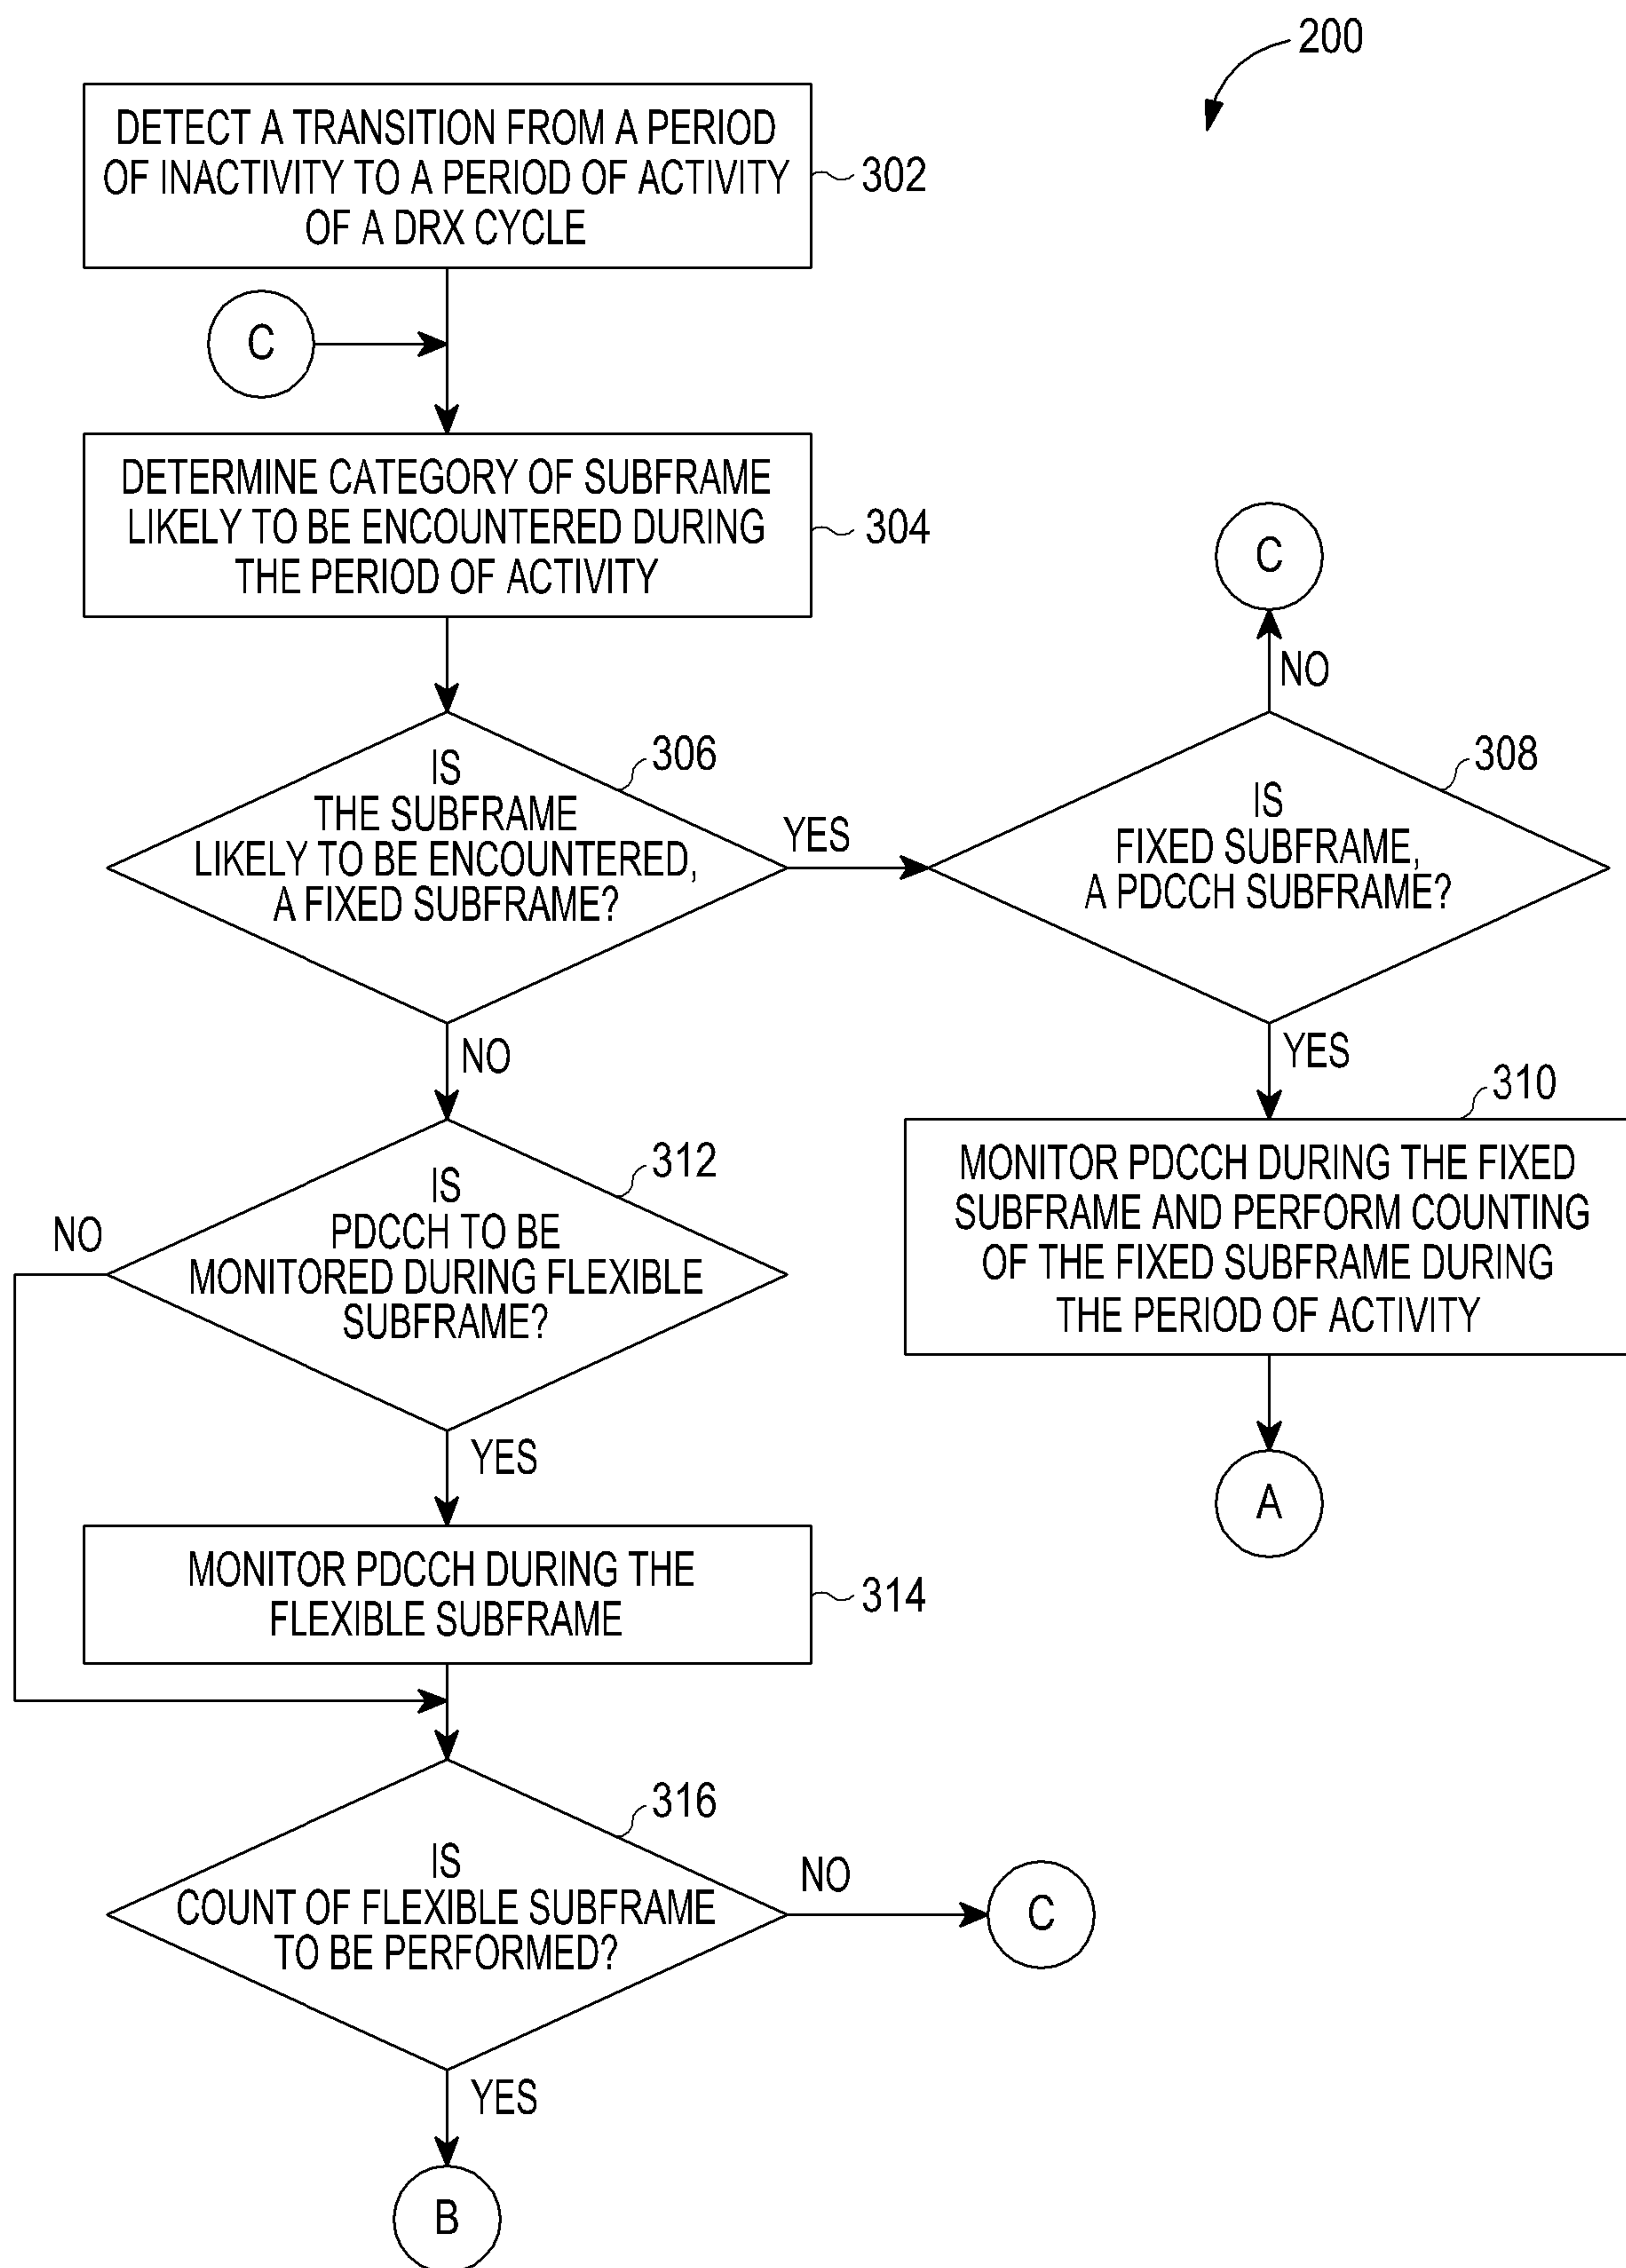 200
DETECT A TRANSITION FROM A PERIOD
OF INACTIVITY TO A PERIOD OF ACTIVITY
OF A DRX CYCLE
302
C
DETERMINE CATEGORY OF SUBFRAME
LIKELY TO BE ENCOUNTERED DURING
THE PERIOD OF ACTIVITY
304
C
NO
IS
THE SUBFRAME
LIKELY TO BE ENCOUNTERED,
A FIXED SUBFRAME?
306
YES
IS
FIXED SUBFRAME,
A PDCCH SUBFRAME?
308
NO
YES
310
MONITOR PDCCH DURING THE FIXED
SUBFRAME AND PERFORM COUNTING
OF THE FIXED SUBFRAME DURING
THE PERIOD OF ACTIVITY
A
IS
PDCCH TO BE
MONITORED DURING FLEXIBLE
SUBFRAME?
312
NO
YES
MONITOR PDCCH DURING THE
FLEXIBLE SUBFRAME
314
IS
COUNT OF FLEXIBLE SUBFRAME
TO BE PERFORMED?
316
NO
C
YES
B